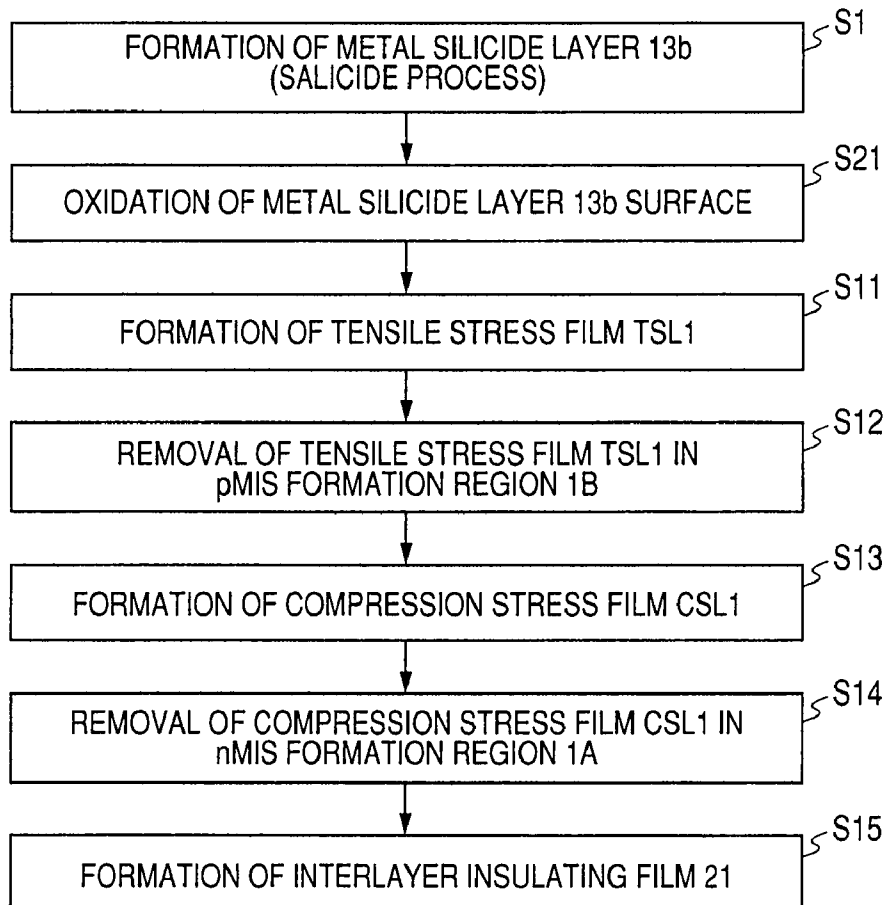 FORMATION OF METAL SILICIDE LAYER 13b
(SALICIDE PROCESS)
S1
OXIDATION OF METAL SILICIDE LAYER 13b SURFACE
S21
FORMATION OF TENSILE STRESS FILM TSL1
S11
REMOVAL OF TENSILE STRESS FILM TSL1 IN
pMIS FORMATION REGION 1B
S12
FORMATION OF COMPRESSION STRESS FILM CSL1
S13
REMOVAL OF COMPRESSION STRESS FILM CSL1 IN
nMIS FORMATION REGION 1A
S14
FORMATION OF INTERLAYER INSULATING FILM 21
S15